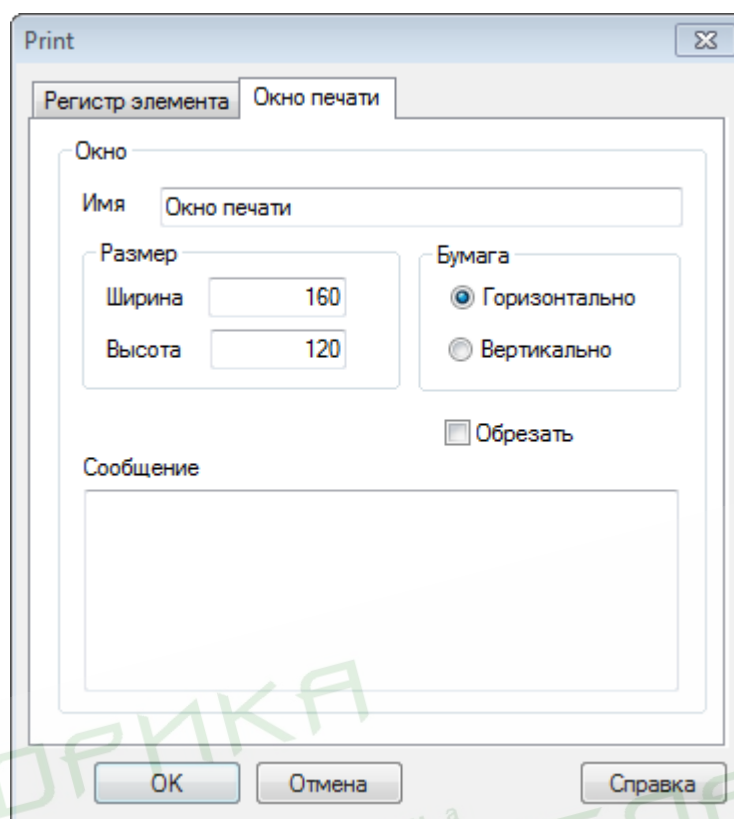 Print
Регистр элемента
Окно печати
Окно
Имя
Окно печати
Размер
Бумага
Ширина
160
Горизонтально
Высота
120
Вертикально
Обрезать
Сообщение
OK
Отмена
Справка